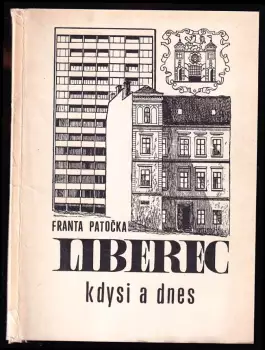 FRANTA PATOČKA
LIBEREC
kdysi a dnes